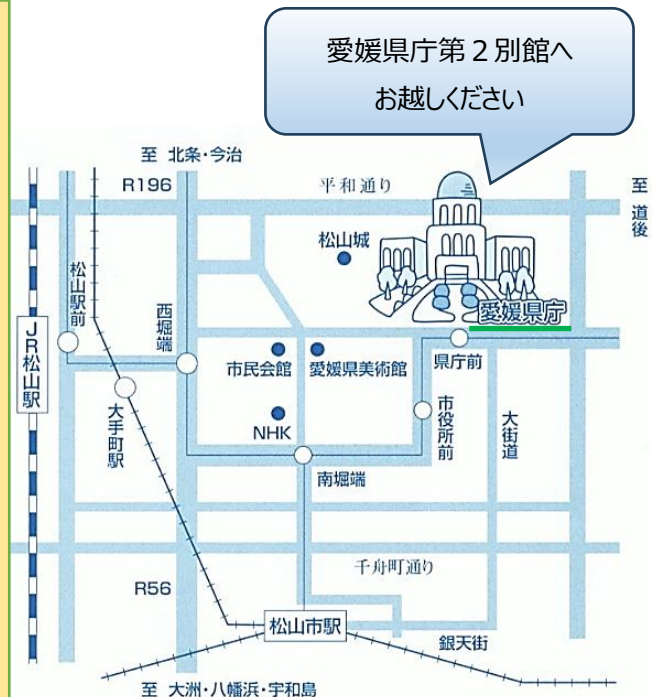 愛媛県庁第２別館へ
お越しください
至 北条・今治
R196
平和通り
至道後
松山城
松山駅前
西堀端
愛媛県庁
JR松山駅
市民会館
愛媛県美術館
県庁前
大手町駅
NHK
市役所前
大街道
南堀端
千舟町通り
R56
松山市駅
銀天街
至 大洲・八幡浜・宇和島